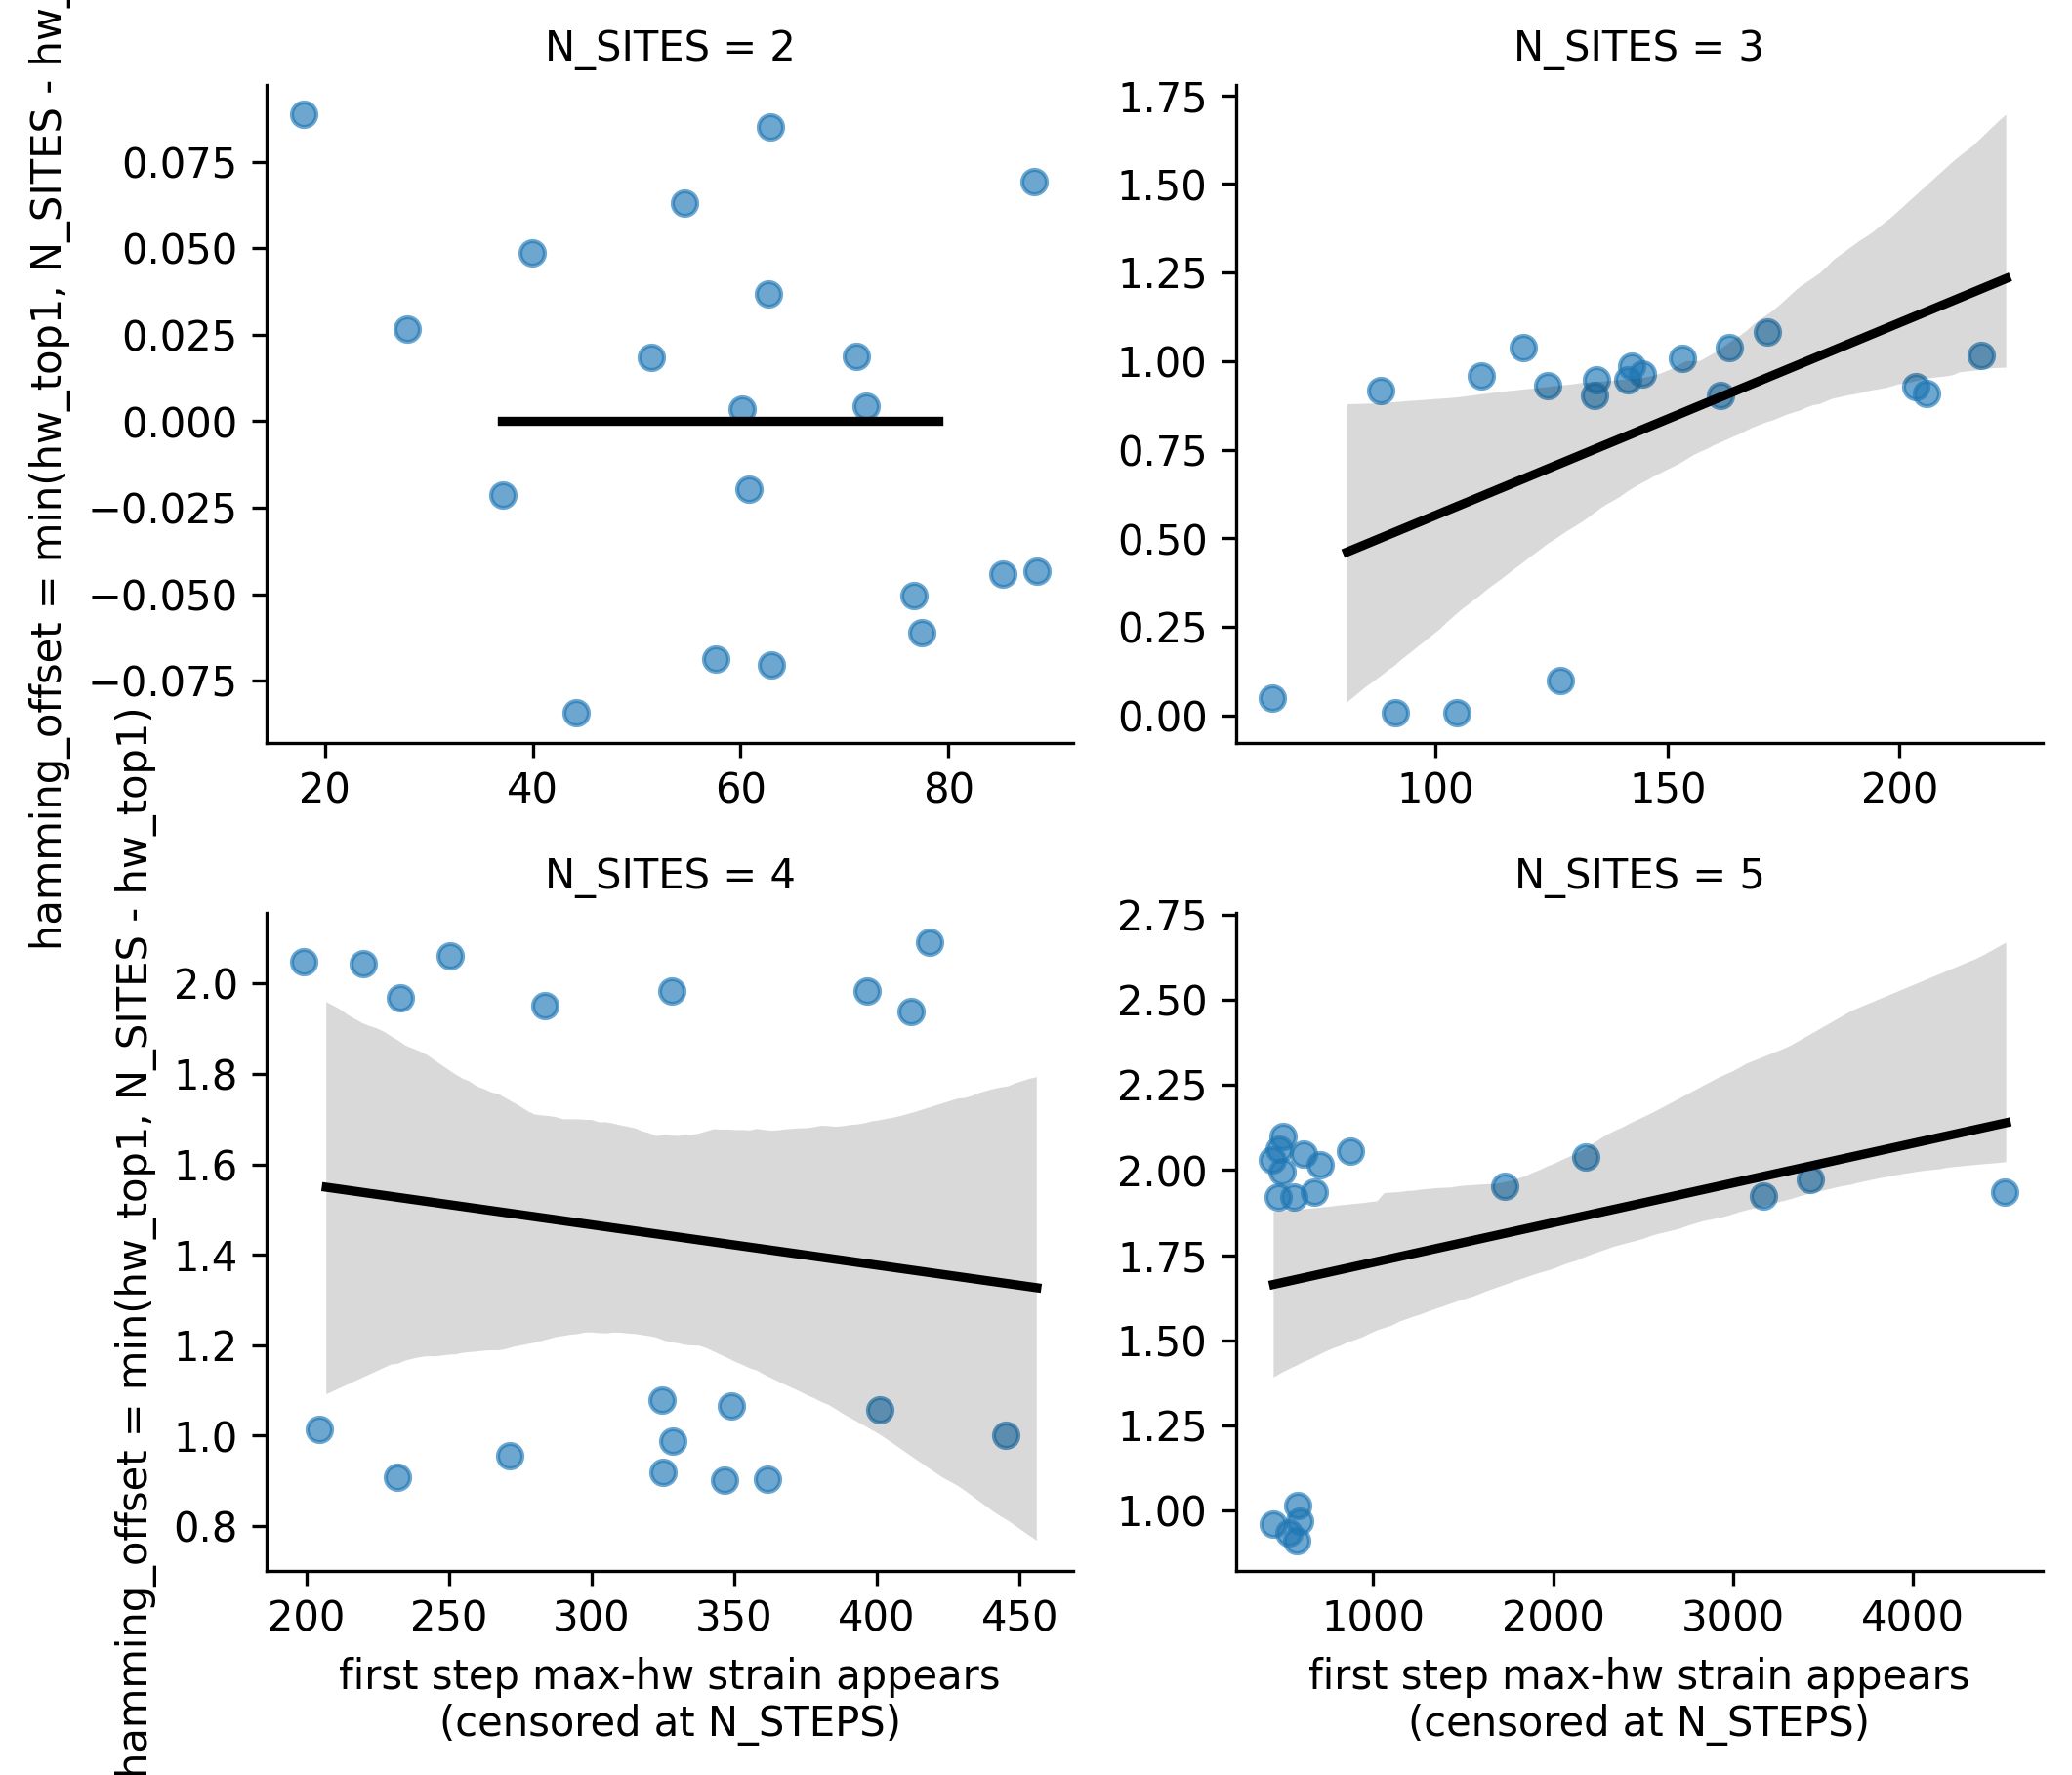 N_SITES = 2
N_SITES = 3
hamming_offset = min(hw_top1, N_SITES - hw_
0.075
0.050
0.025
0.000
−0.025
−0.050
−0.075
20 40 60 80
1.75
1.50
1.25
1.00
0.75
0.50
0.25
0.00
100 150 200
N_SITES = 4
N_SITES = 5
hamming_offset = min(hw_top1, N_SITES - hw_top1)
2.0
1.8
1.6
1.4
1.2
1.0
0.8
200 250 300 350 400 450
first step max-hw strain appears
(censored at N_STEPS)
2.75
2.50
2.25
2.00
1.75
1.50
1.25
1.00
1000 2000 3000 4000
first step max-hw strain appears
(censored at N_STEPS)